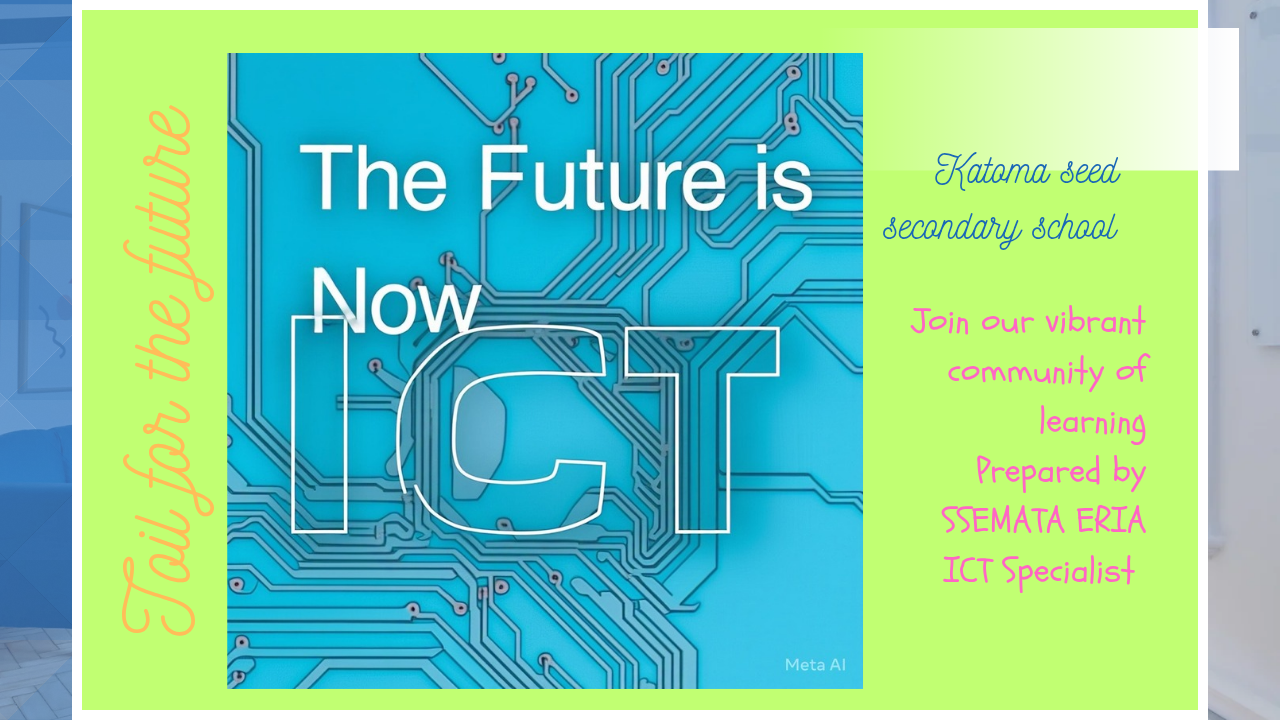 Toil for the future
The Future is
Now
ICT
Meta AI
Katoma seed
secondary school
Join our vibrant
community of
learning
Prepared by
SSEMATA ERIA
ICT Specialist